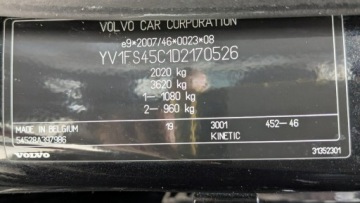 VOLVO CAR CORPORATION
e9*2007/46*0023*08
YV1FS45C1D2170526
2020 kg
3620 kg
1— 1080 kg
2— 960 kg
MADE IN BELGIUM 19 3001 452-46
S4528A397986 KINETIC
VOLVO 31352301